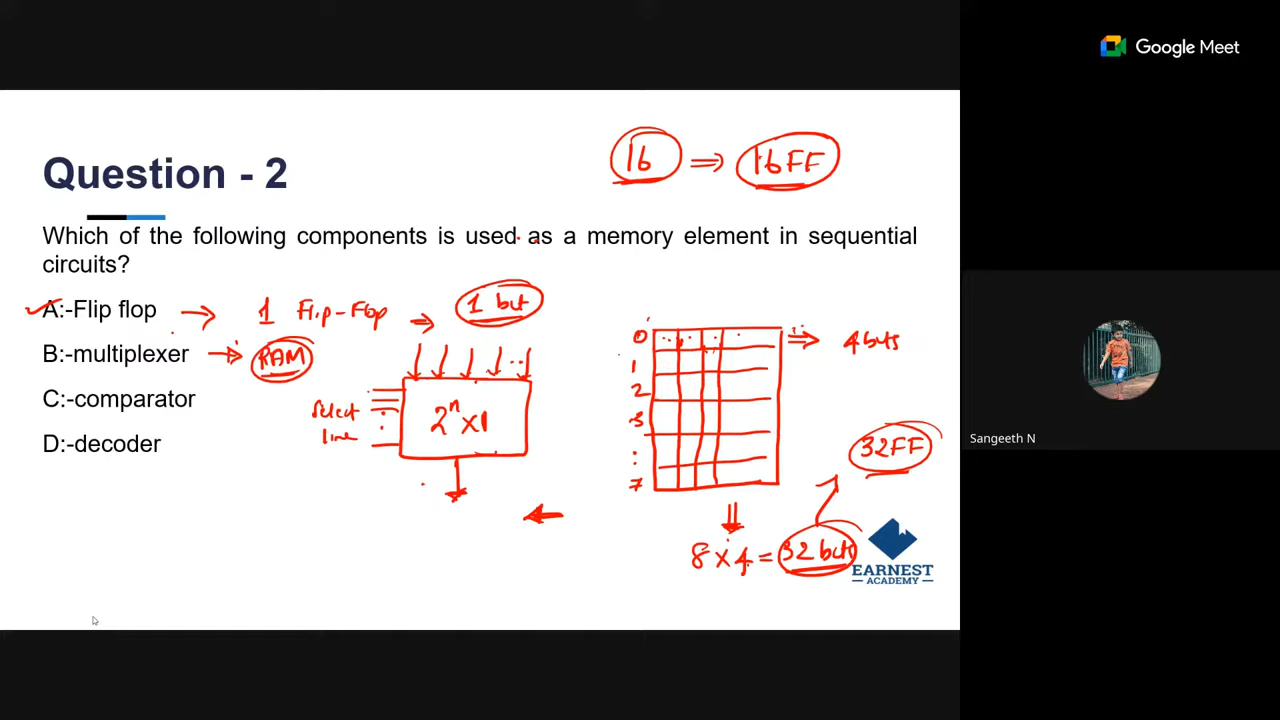 Google Meet
16 ⇒ 16FF
Question - 2
Which of the following components is used as a memory element in sequential
circuits?
A:-Flip flop → 1 Flip-Flop → 1 bit
B:-multiplexer → RAM
C:-comparator
D:-decoder
select
line
2ⁿ×1
0 ⇒ 4 bits
1
2
3
:
7
32FF
8 × 4 = 32 bits
EARNEST
ACADEMY
Sangeeth N